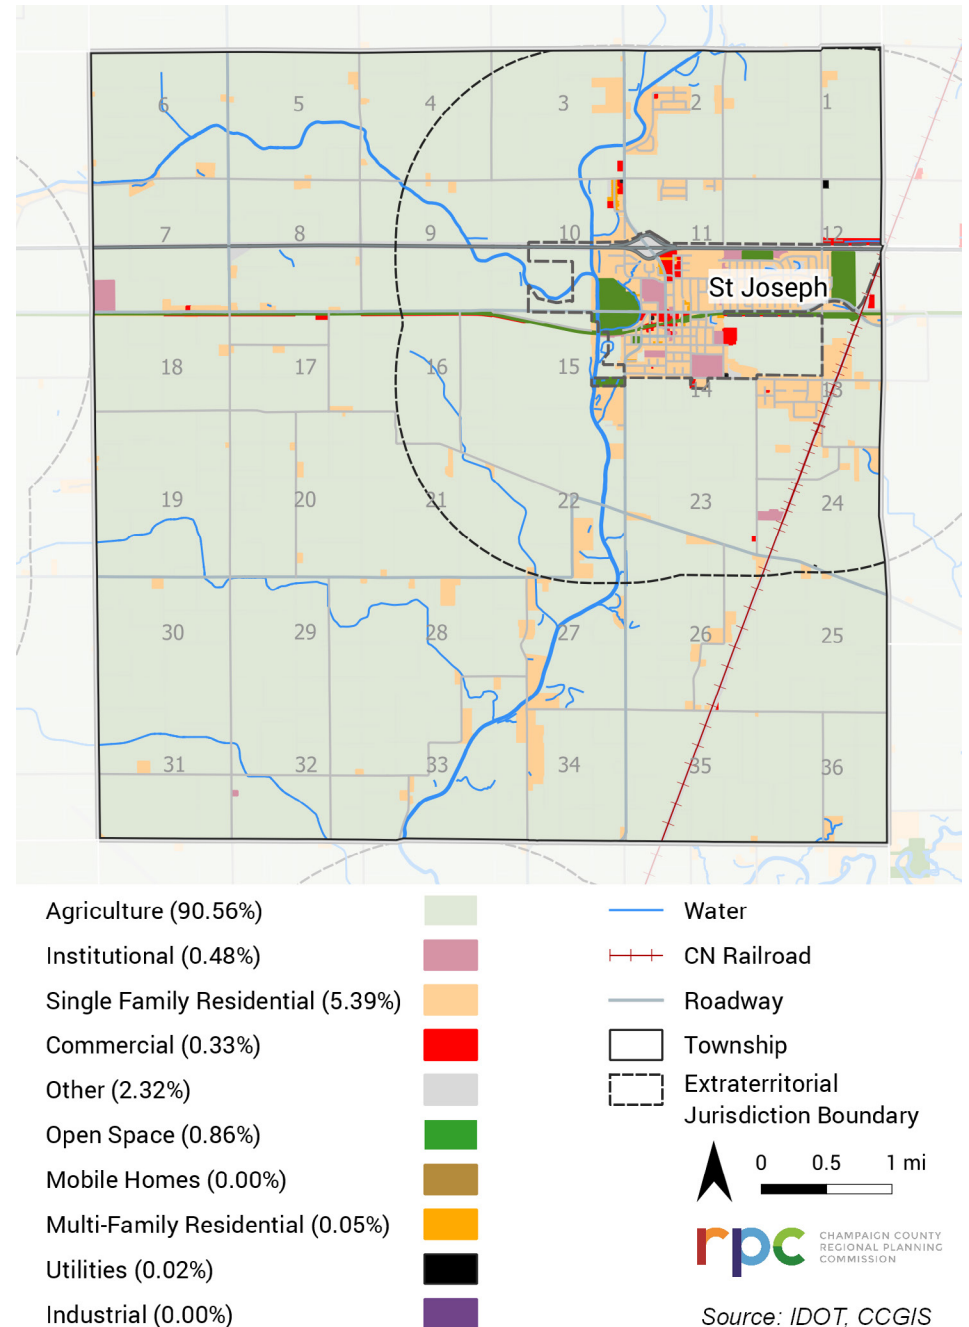 6
5
4
3
2
1
7
8
9
10
11
12
St Joseph
18
17
16
15
14
13
19
20
21
22
23
24
30
29
28
27
26
25
31
32
33
34
35
36
Agriculture (90.56%)
Institutional (0.48%)
Single Family Residential (5.39%)
Commercial (0.33%)
Other (2.32%)
Open Space (0.86%)
Mobile Homes (0.00%)
Multi-Family Residential (0.05%)
Utilities (0.02%)
Industrial (0.00%)
Water
CN Railroad
Roadway
Township
Extraterritorial
Jurisdiction Boundary
0 0.5 1 mi
rpc
CHAMPAIGN COUNTY
REGIONAL PLANNING
COMMISSION
Source: IDOT, CCGIS